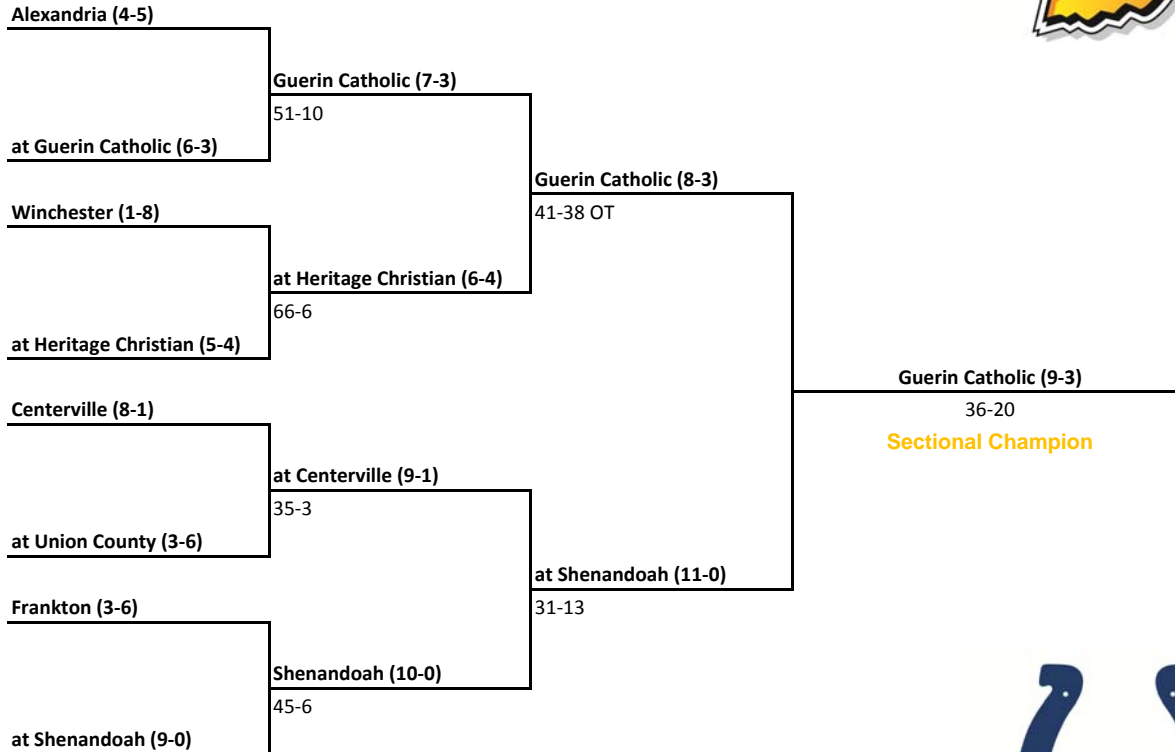 Alexandria (4-5)
Guerin Catholic (7-3)
51-10
at Guerin Catholic (6-3)
Guerin Catholic (8-3)
41-38 OT
Winchester (1-8)
at Heritage Christian (6-4)
66-6
at Heritage Christian (5-4)
Guerin Catholic (9-3)
36-20
Sectional Champion
Centerville (8-1)
at Centerville (9-1)
35-3
at Union County (3-6)
at Shenandoah (11-0)
31-13
Frankton (3-6)
Shenandoah (10-0)
45-6
at Shenandoah (9-0)